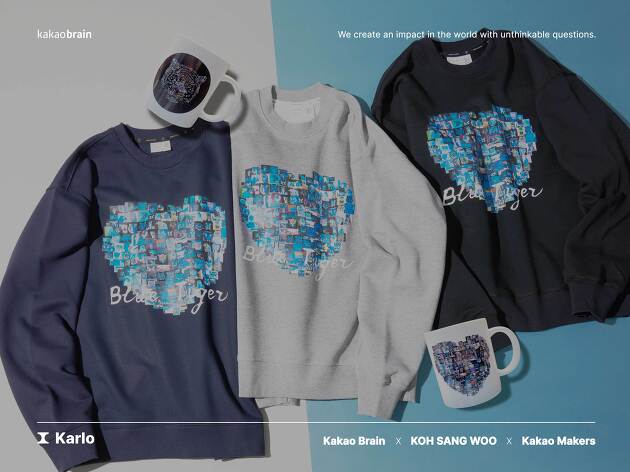 kakaobrain
We create an impact in the world with unthinkable questions.
Blue Tiger
Blue Tiger
Blue Tiger
Karlo
Kakao Brain X KOH SANG WOO X Kakao Makers